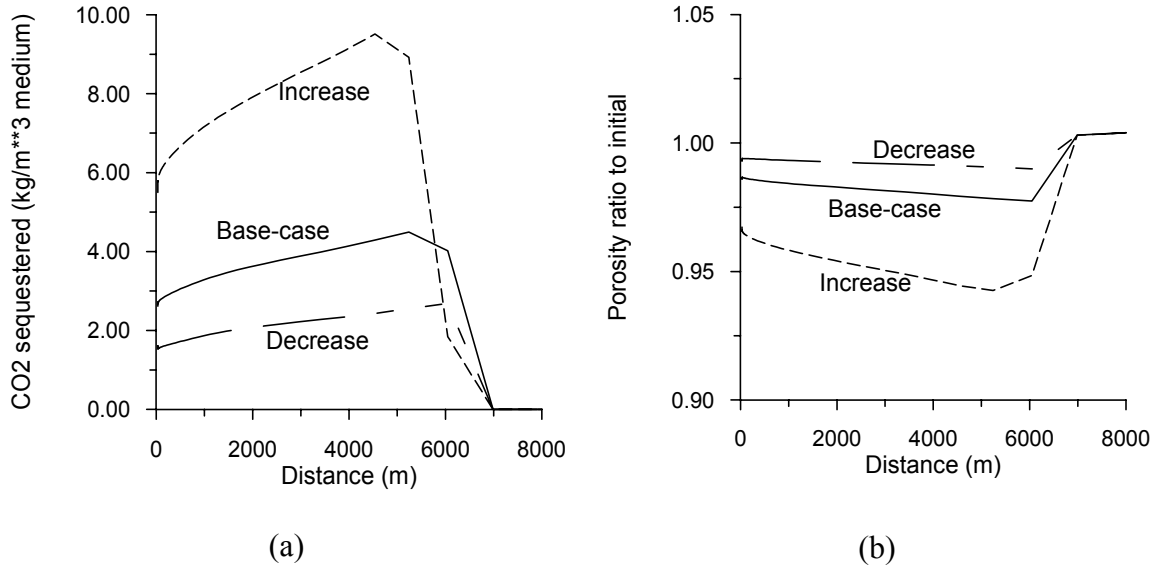 CO2 sequestered (kg/m**3 medium)
10.00
8.00
6.00
4.00
2.00
0.00
Increase
Base-case
Decrease
0 2000 4000 6000 8000
Distance (m)
(a)
Porosity ratio to initial
1.05
1.00
0.95
0.90
Decrease
Base-case
Increase
0 2000 4000 6000 8000
Distance (m)
(b)